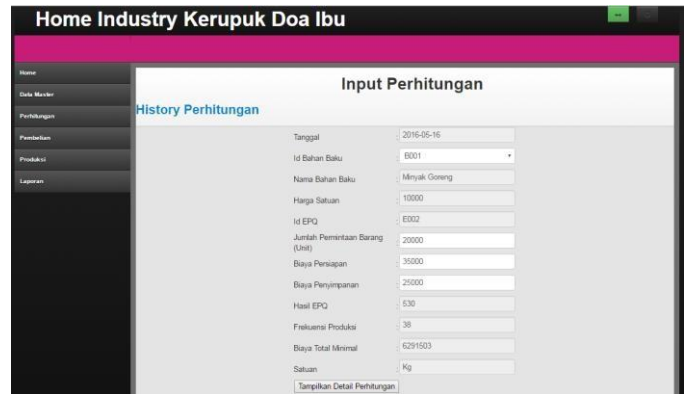 Home Industry Kerupuk Doa Ibu
Home
Data Master
Perhitungan
Pembelian
Produksi
Laporan
Input Perhitungan
History Perhitungan
Tanggal : 2016-05-16
Id Bahan Baku : B001
Nama Bahan Baku : Minyak Goreng
Harga Satuan : 10000
Id EPQ : E002
Jumlah Permintaan Barang : 20000
(Unit)
Biaya Persiapan : 35000
Biaya Penyimpanan : 25000
Hasil EPQ : 530
Frekuensi Produksi : 38
Biaya Total Minimal : 6291503
Satuan : Kg
Tampilkan Detail Perhitungan